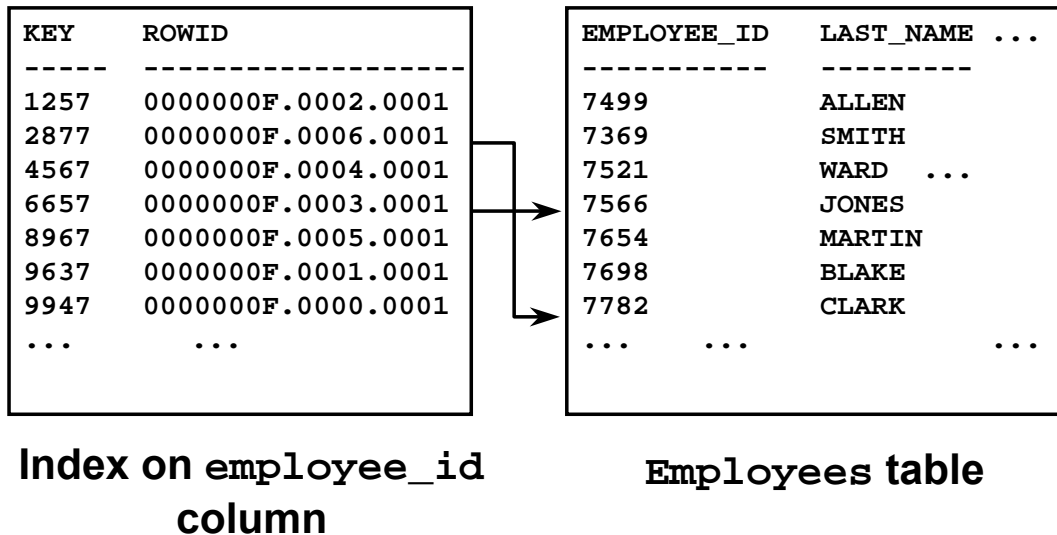 KEY ROWID
----- -------------------
1257 0000000F.0002.0001
2877 0000000F.0006.0001
4567 0000000F.0004.0001
6657 0000000F.0003.0001
8967 0000000F.0005.0001
9637 0000000F.0001.0001
9947 0000000F.0000.0001
... ...
Index on employee_id
column
EMPLOYEE_ID LAST_NAME ...
----------- ---------
7499 ALLEN
7369 SMITH
7521 WARD ...
7566 JONES
7654 MARTIN
7698 BLAKE
7782 CLARK
... ... ...
Employees table